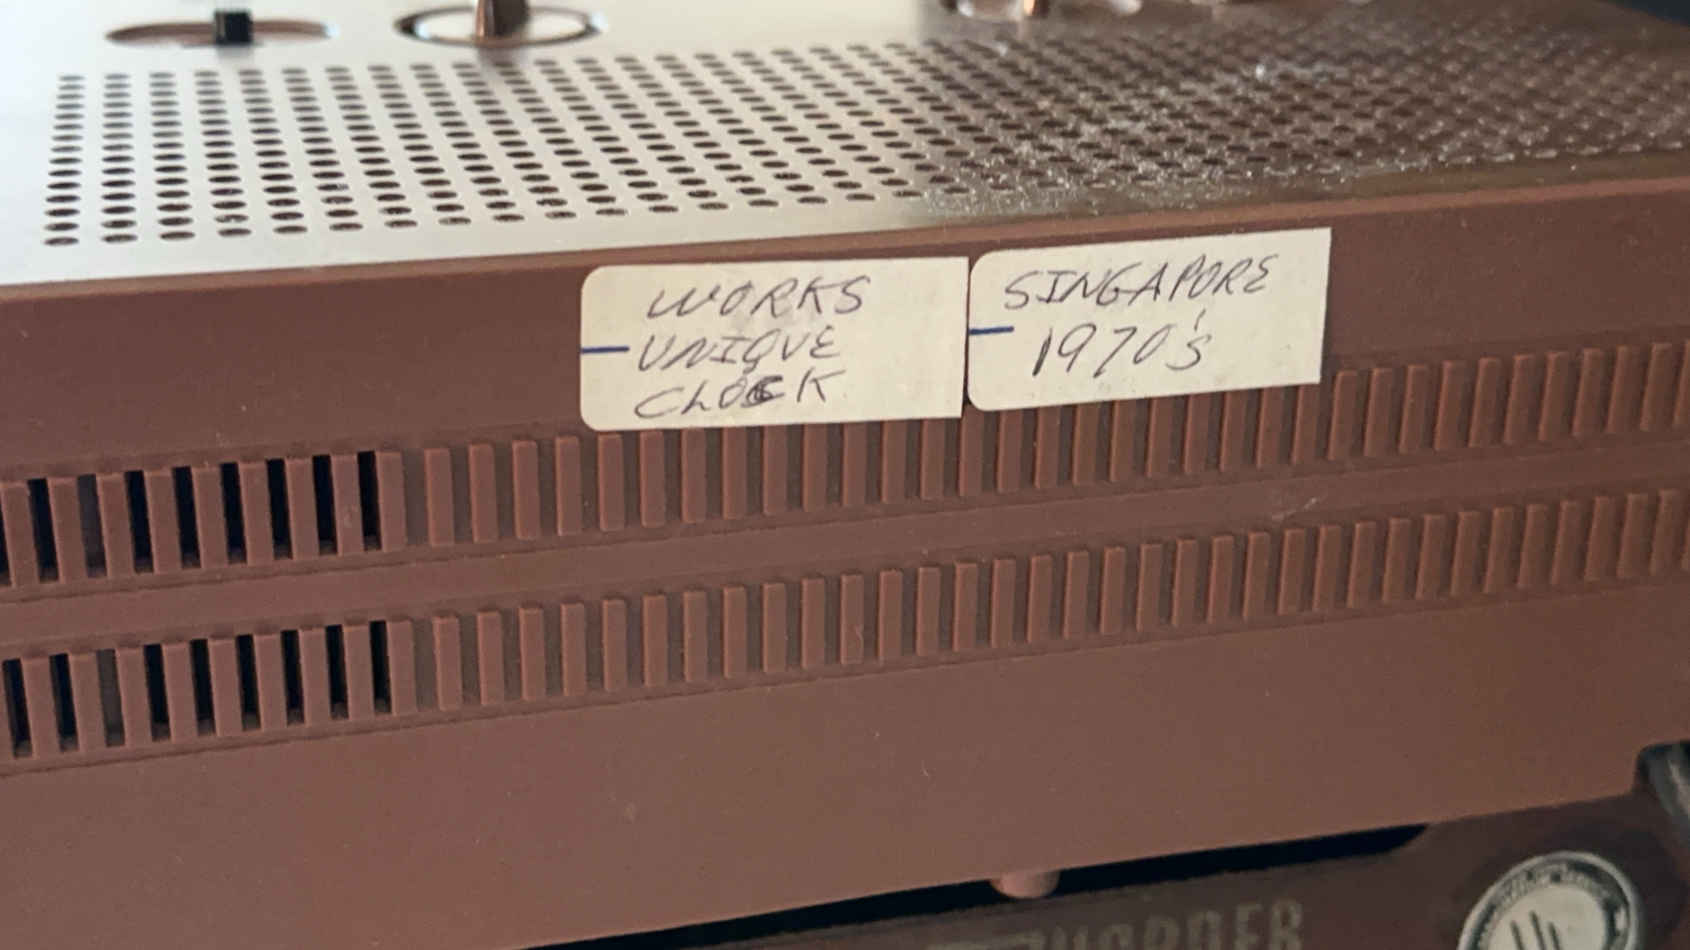 WORKS
UNIQUE
CLOCK
SINGAPORE
1970's